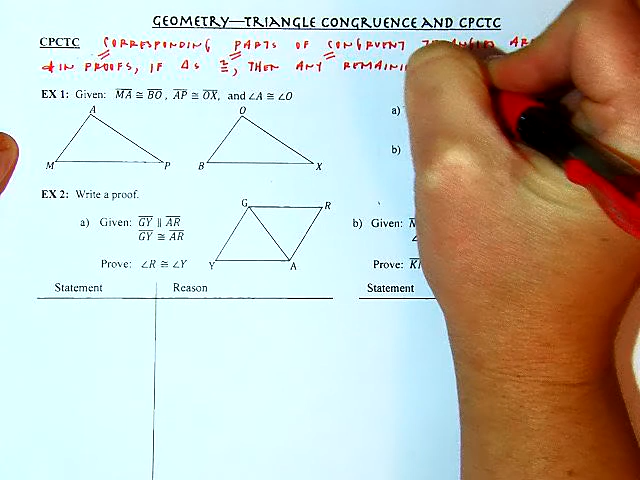 GEOMETRY—TRIANGLE CONGRUENCE AND CPCTC
CPCTC CORRESPONDING PARTS OF CONGRUENT
* IN PROOFS, IF Δs ≅, THEN ANY
EX 1: Given: MA ≅ BO, AP ≅ OX, and ∠A ≅ ∠O
a)
A
O
b)
M
P
B
X
EX 2: Write a proof.
G
R
a) Given: GY ∥ AR
b) Given:
GY ≅ AR
Prove: ∠R ≅ ∠Y
Prove:
Y
A
Statement
Reason
Statement